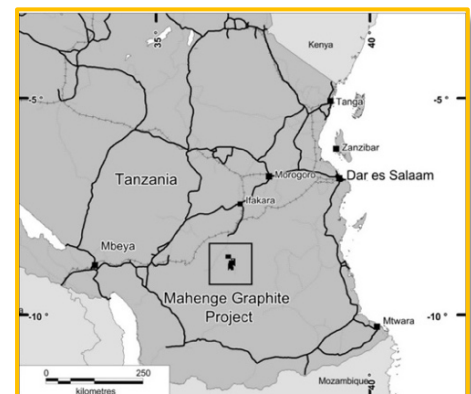 35°
40°
Kenya
-5°
-5°
Tanga
Zanzibar
Tanzania
Morogoro
Dar es Salaam
Ifakara
Mbeya
Mahenge Graphite
Project
-10°
-10°
Mtwara
0
250
kilometres
Mozambique
40°